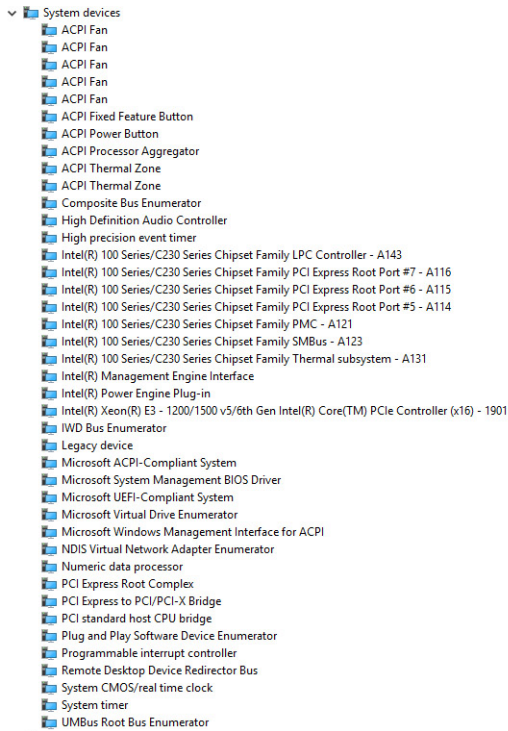 System devices
ACPI Fan
ACPI Fan
ACPI Fan
ACPI Fan
ACPI Fan
ACPI Fixed Feature Button
ACPI Power Button
ACPI Processor Aggregator
ACPI Thermal Zone
ACPI Thermal Zone
Composite Bus Enumerator
High Definition Audio Controller
High precision event timer
Intel(R) 100 Series/C230 Series Chipset Family LPC Controller - A143
Intel(R) 100 Series/C230 Series Chipset Family PCI Express Root Port #7 - A116
Intel(R) 100 Series/C230 Series Chipset Family PCI Express Root Port #6 - A115
Intel(R) 100 Series/C230 Series Chipset Family PCI Express Root Port #5 - A114
Intel(R) 100 Series/C230 Series Chipset Family PMC - A121
Intel(R) 100 Series/C230 Series Chipset Family SMBus - A123
Intel(R) 100 Series/C230 Series Chipset Family Thermal subsystem - A131
Intel(R) Management Engine Interface
Intel(R) Power Engine Plug-in
Intel(R) Xeon(R) E3 - 1200/1500 v5/6th Gen Intel(R) Core(TM) PCIe Controller (x16) - 1901
IWD Bus Enumerator
Legacy device
Microsoft ACPI-Compliant System
Microsoft System Management BIOS Driver
Microsoft UEFI-Compliant System
Microsoft Virtual Drive Enumerator
Microsoft Windows Management Interface for ACPI
NDIS Virtual Network Adapter Enumerator
Numeric data processor
PCI Express Root Complex
PCI Express to PCI/PCI-X Bridge
PCI standard host CPU bridge
Plug and Play Software Device Enumerator
Programmable interrupt controller
Remote Desktop Device Redirector Bus
System CMOS/real time clock
System timer
UMBus Root Bus Enumerator